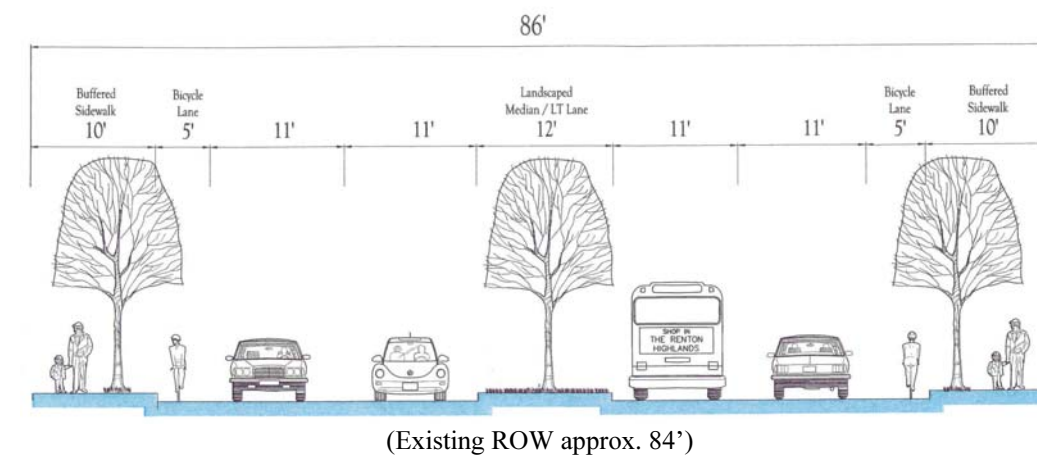 86'
Buffered
Sidewalk
10'
Bicycle
Lane
5'
11'
11'
Landscaped
Median / LT Lane
12'
11'
11'
Bicycle
Lane
5'
Buffered
Sidewalk
10'
SHOP IN
THE RENTON
HIGHLANDS
(Existing ROW approx. 84’)